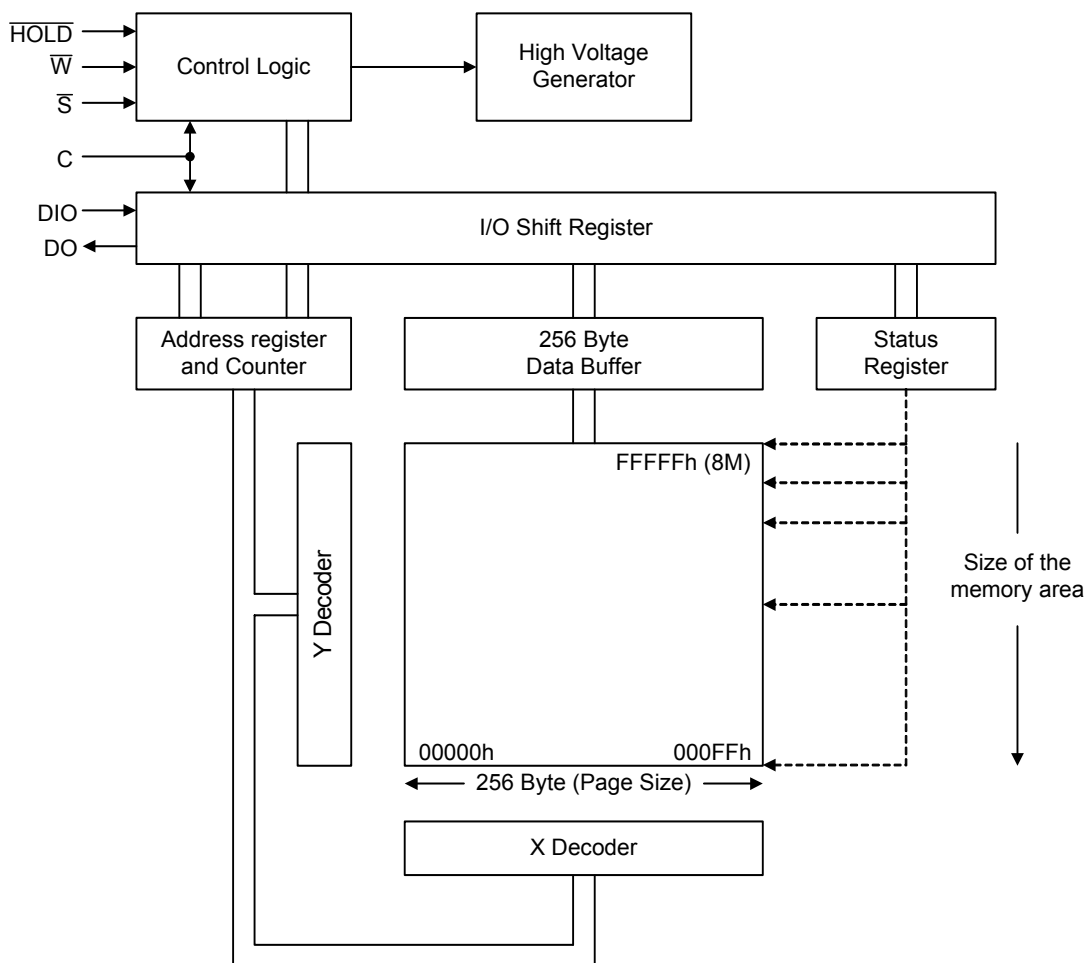 H̅O̅L̅D̅
W̅
S̅
C
Control Logic
High Voltage
Generator
DIO
DO
I/O Shift Register
Address register
and Counter
256 Byte
Data Buffer
Status
Register
Y Decoder
FFFFFh (8M)
00000h
000FFh
256 Byte (Page Size)
Size of the
memory area
X Decoder